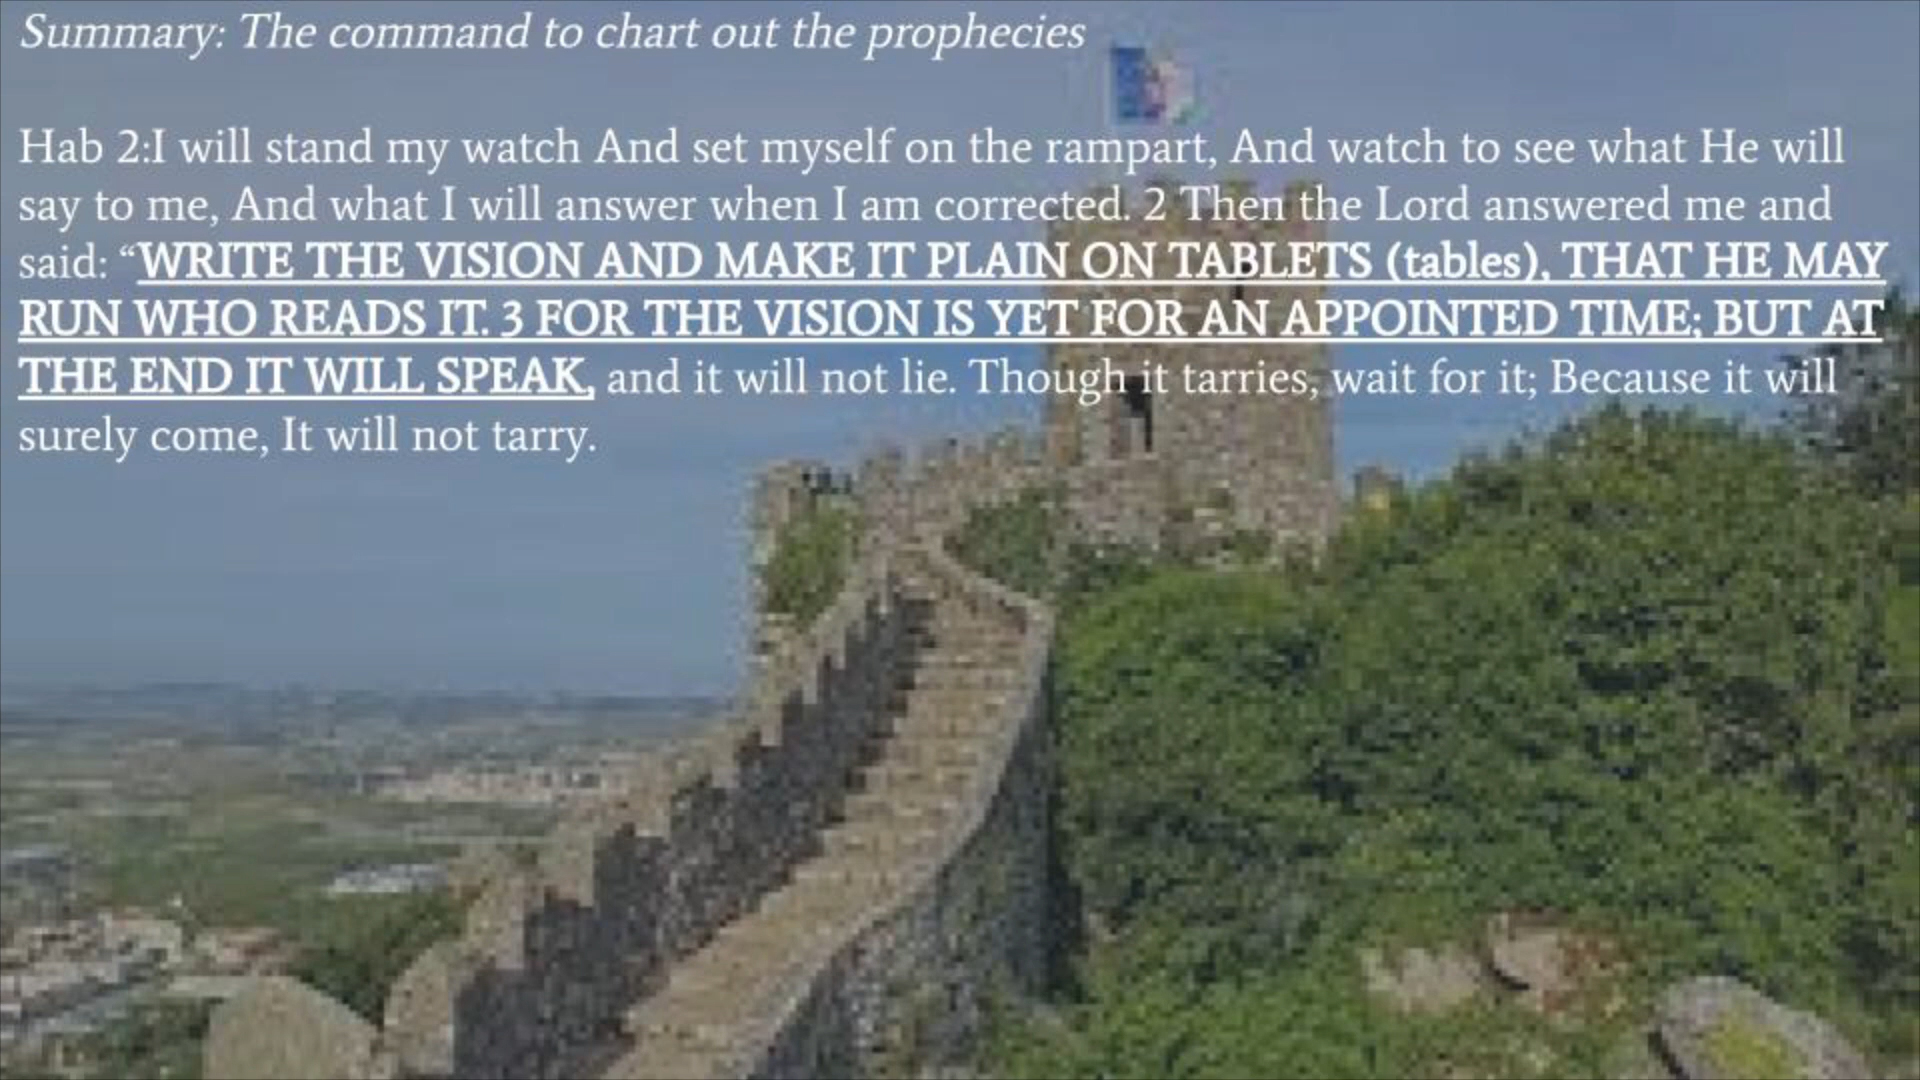 Summary: The command to chart out the prophecies
Hab 2:I will stand my watch And set myself on the rampart, And watch to see what He will
say to me, And what I will answer when I am corrected. 2 Then the Lord answered me and
said: “WRITE THE VISION AND MAKE IT PLAIN ON TABLETS (tables), THAT HE MAY
RUN WHO READS IT. 3 FOR THE VISION IS YET FOR AN APPOINTED TIME; BUT AT
THE END IT WILL SPEAK, and it will not lie. Though it tarries, wait for it; Because it will
surely come, It will not tarry.